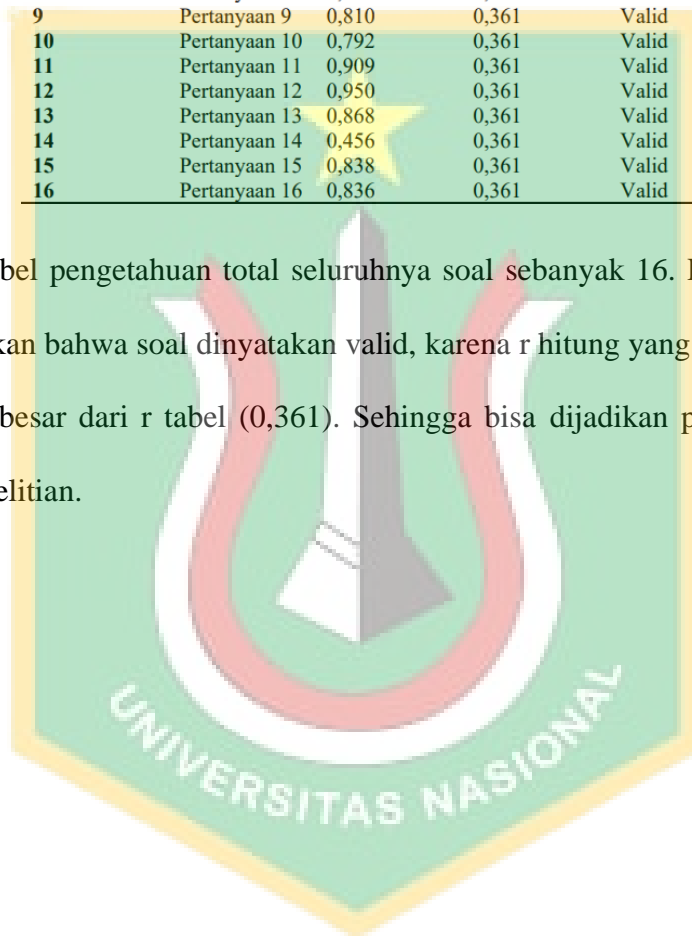 9 Pertanyaan 9 0,810 0,361 Valid
10 Pertanyaan 10 0,792 0,361 Valid
11 Pertanyaan 11 0,909 0,361 Valid
12 Pertanyaan 12 0,950 0,361 Valid
13 Pertanyaan 13 0,868 0,361 Valid
14 Pertanyaan 14 0,456 0,361 Valid
15 Pertanyaan 15 0,838 0,361 Valid
16 Pertanyaan 16 0,836 0,361 Valid
bel pengetahuan total seluruhnya soal sebanyak 16.
kan bahwa soal dinyatakan valid, karena r hitung yang
besar dari r tabel (0,361). Sehingga bisa dijadikan p
elitian.
UNIVERSITAS NASIONAL